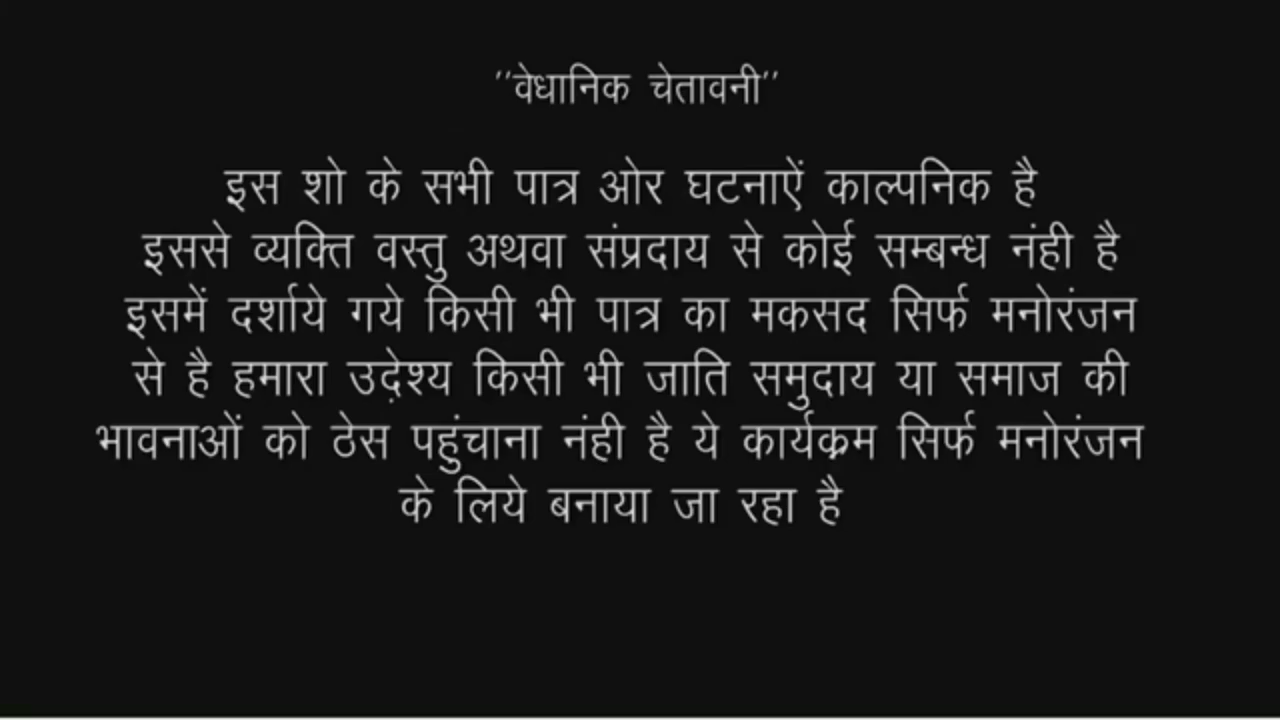 ''वेधानिक चेतावनी''
इस शो के सभी पात्र ओर घटनाऐं काल्पनिक है
इससे व्यक्ति वस्तु अथवा संप्रदाय से कोई सम्बन्ध नंही है
इसमें दर्शाये गये किसी भी पात्र का मकसद सिर्फ मनोरंजन
से है हमारा उदे़श्य किसी भी जाति समुदाय या समाज की
भावनाओं को ठेस पहुंचाना नंही है ये कार्यक्रम सिर्फ मनोरंजन
के लिये बनाया जा रहा है